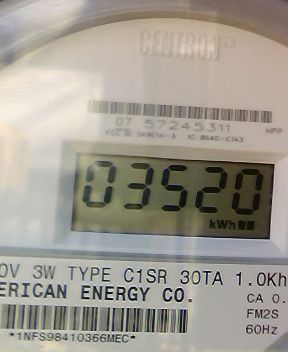 CENTRON
07 57245311
WPP
03520
kWh
0V 3W TYPE C1SR 30TA 1.0Kh
ERICAN ENERGY CO.
CA 0.
FM2S
60Hz
*1NFS98410366MEC*